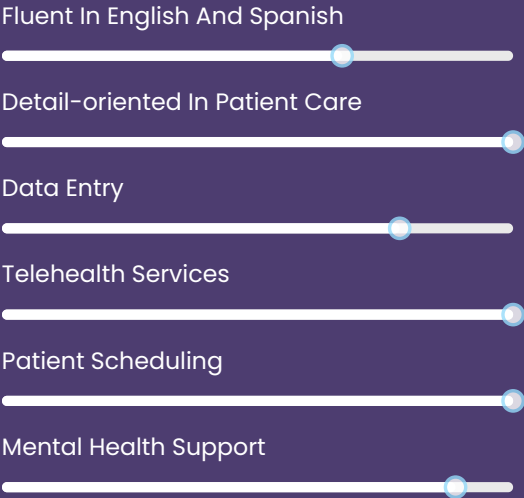 Fluent In English And Spanish
Detail-oriented In Patient Care
Data Entry
Telehealth Services
Patient Scheduling
Mental Health Support